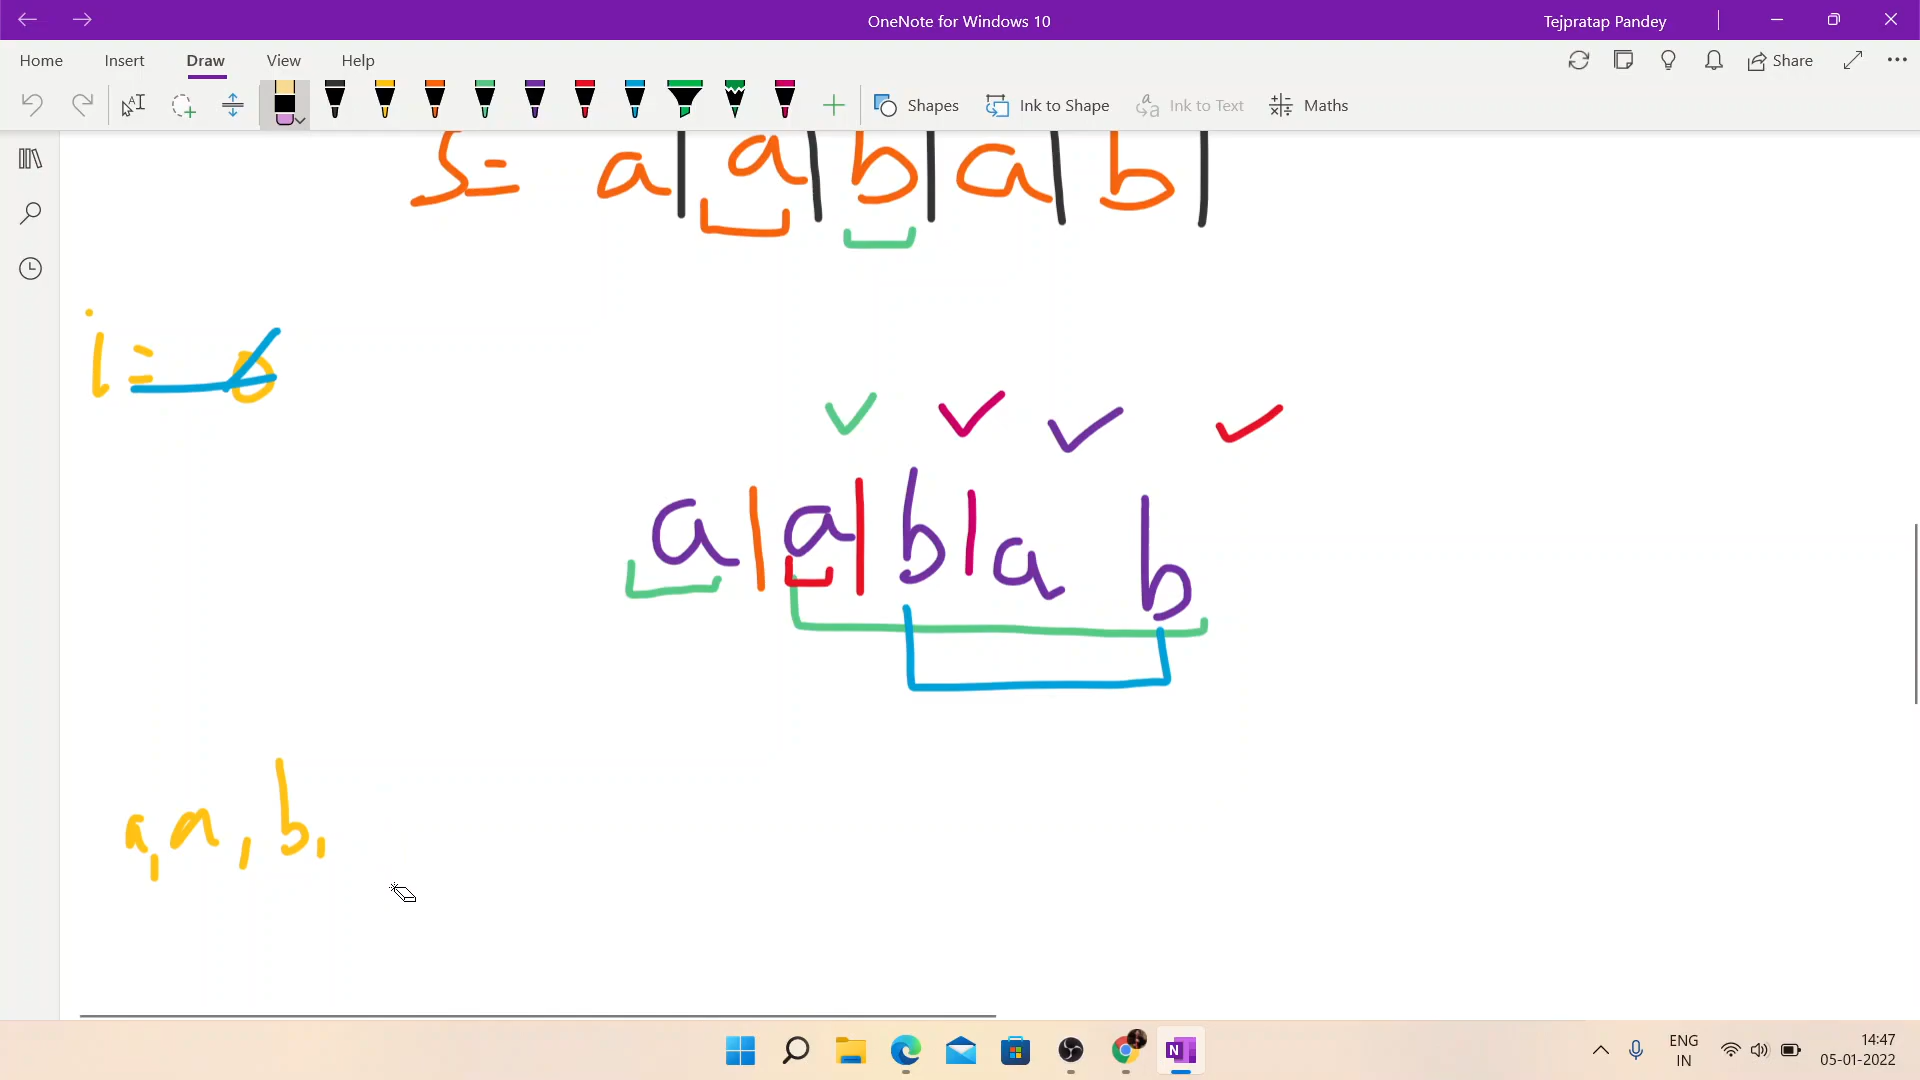 OneNote for Windows 10
Tejpratap Pandey
Home Insert Draw View Help
Share
Shapes Ink to Shape Ink to Text Maths
S= a| a| b| a| b|
i= 0
a| a| b| a b
a, a, b,
ENG
IN
14:47
05-01-2022